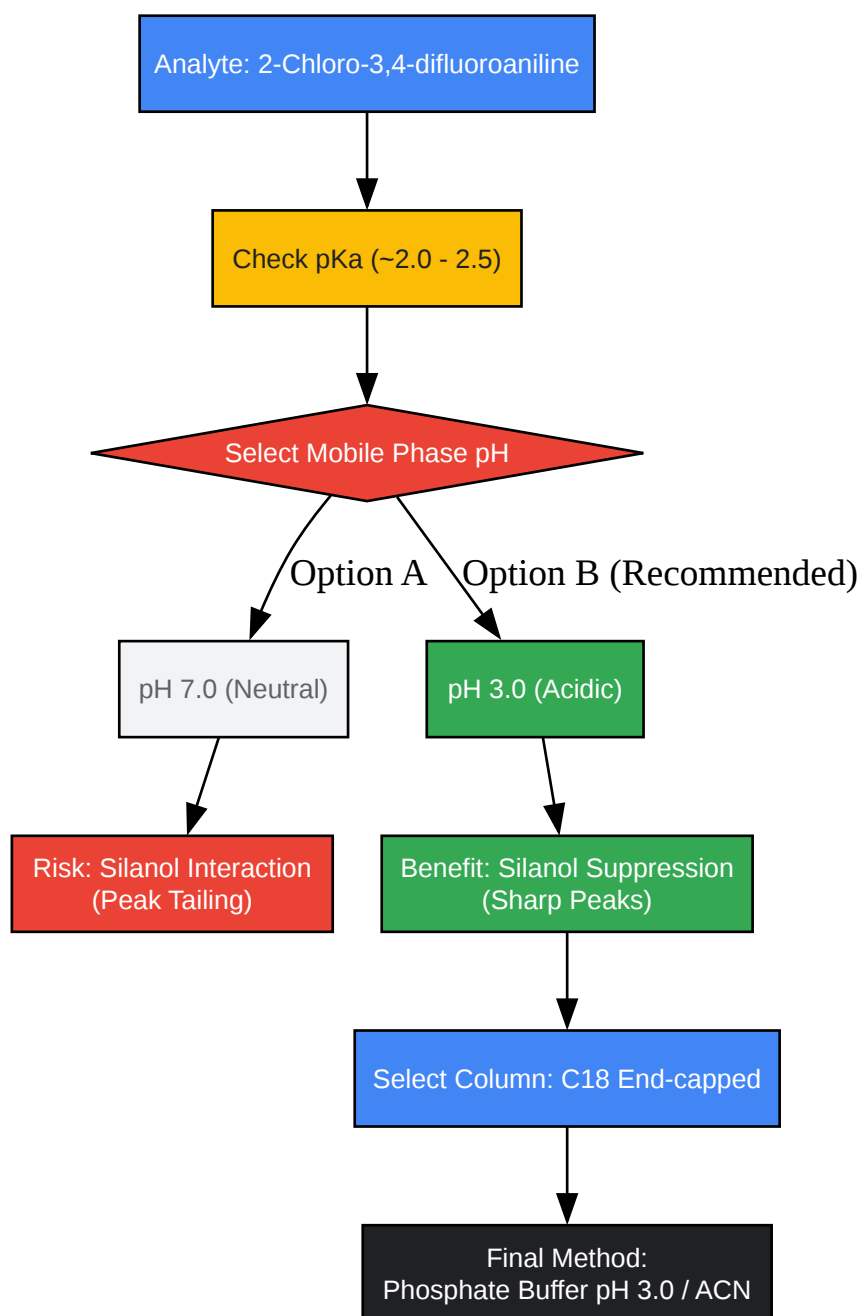 Analyte: 2-Chloro-3,4-difluoroaniline
Check pKa (~2.0 - 2.5)
Select Mobile Phase pH
Option A
Option B (Recommended)
pH 7.0 (Neutral)
pH 3.0 (Acidic)
Risk: Silanol Interaction
(Peak Tailing)
Benefit: Silanol Suppression
(Sharp Peaks)
Select Column: C18 End-capped
Final Method:
Phosphate Buffer pH 3.0 / ACN